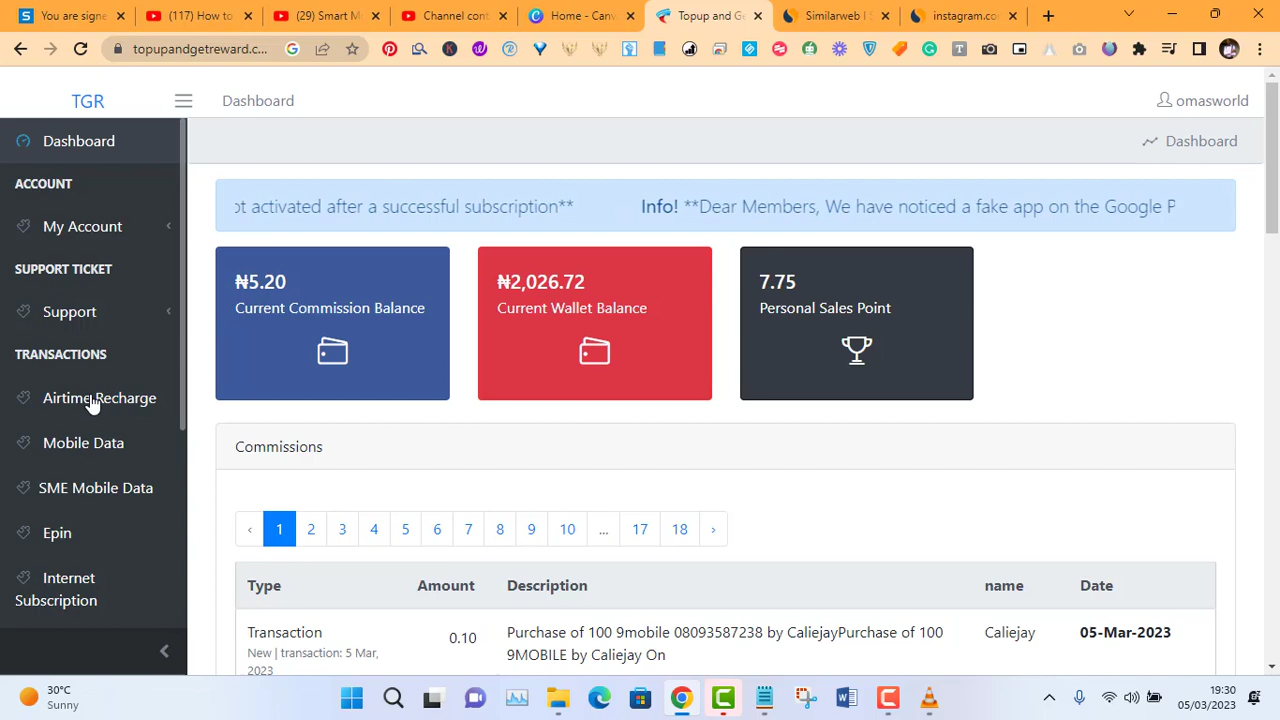 You are signe
(117) How to
(29) Smart M
Channel cont
Home - Canv
Topup and Ge
Similarweb | S
instagram.co
topupandgetreward.c...
TGR
Dashboard
omasworld
Dashboard
Dashboard
ACCOUNT
My Account
SUPPORT TICKET
Support
TRANSACTIONS
Airtime Recharge
Mobile Data
SME Mobile Data
Epin
Internet
Subscription
ot activated after a successful subscription** Info! **Dear Members, We have noticed a fake app on the Google P
₦5.20
Current Commission Balance
₦2,026.72
Current Wallet Balance
7.75
Personal Sales Point
Commissions
‹ 1 2 3 4 5 6 7 8 9 10 ... 17 18 ›
Type Amount Description name Date
Transaction 0.10 Purchase of 100 9mobile 08093587238 by CaliejayPurchase of 100 Caliejay 05-Mar-2023
New | transaction: 5 Mar, 9MOBILE by Caliejay On
2023
30°C
Sunny
19:30
05/03/2023